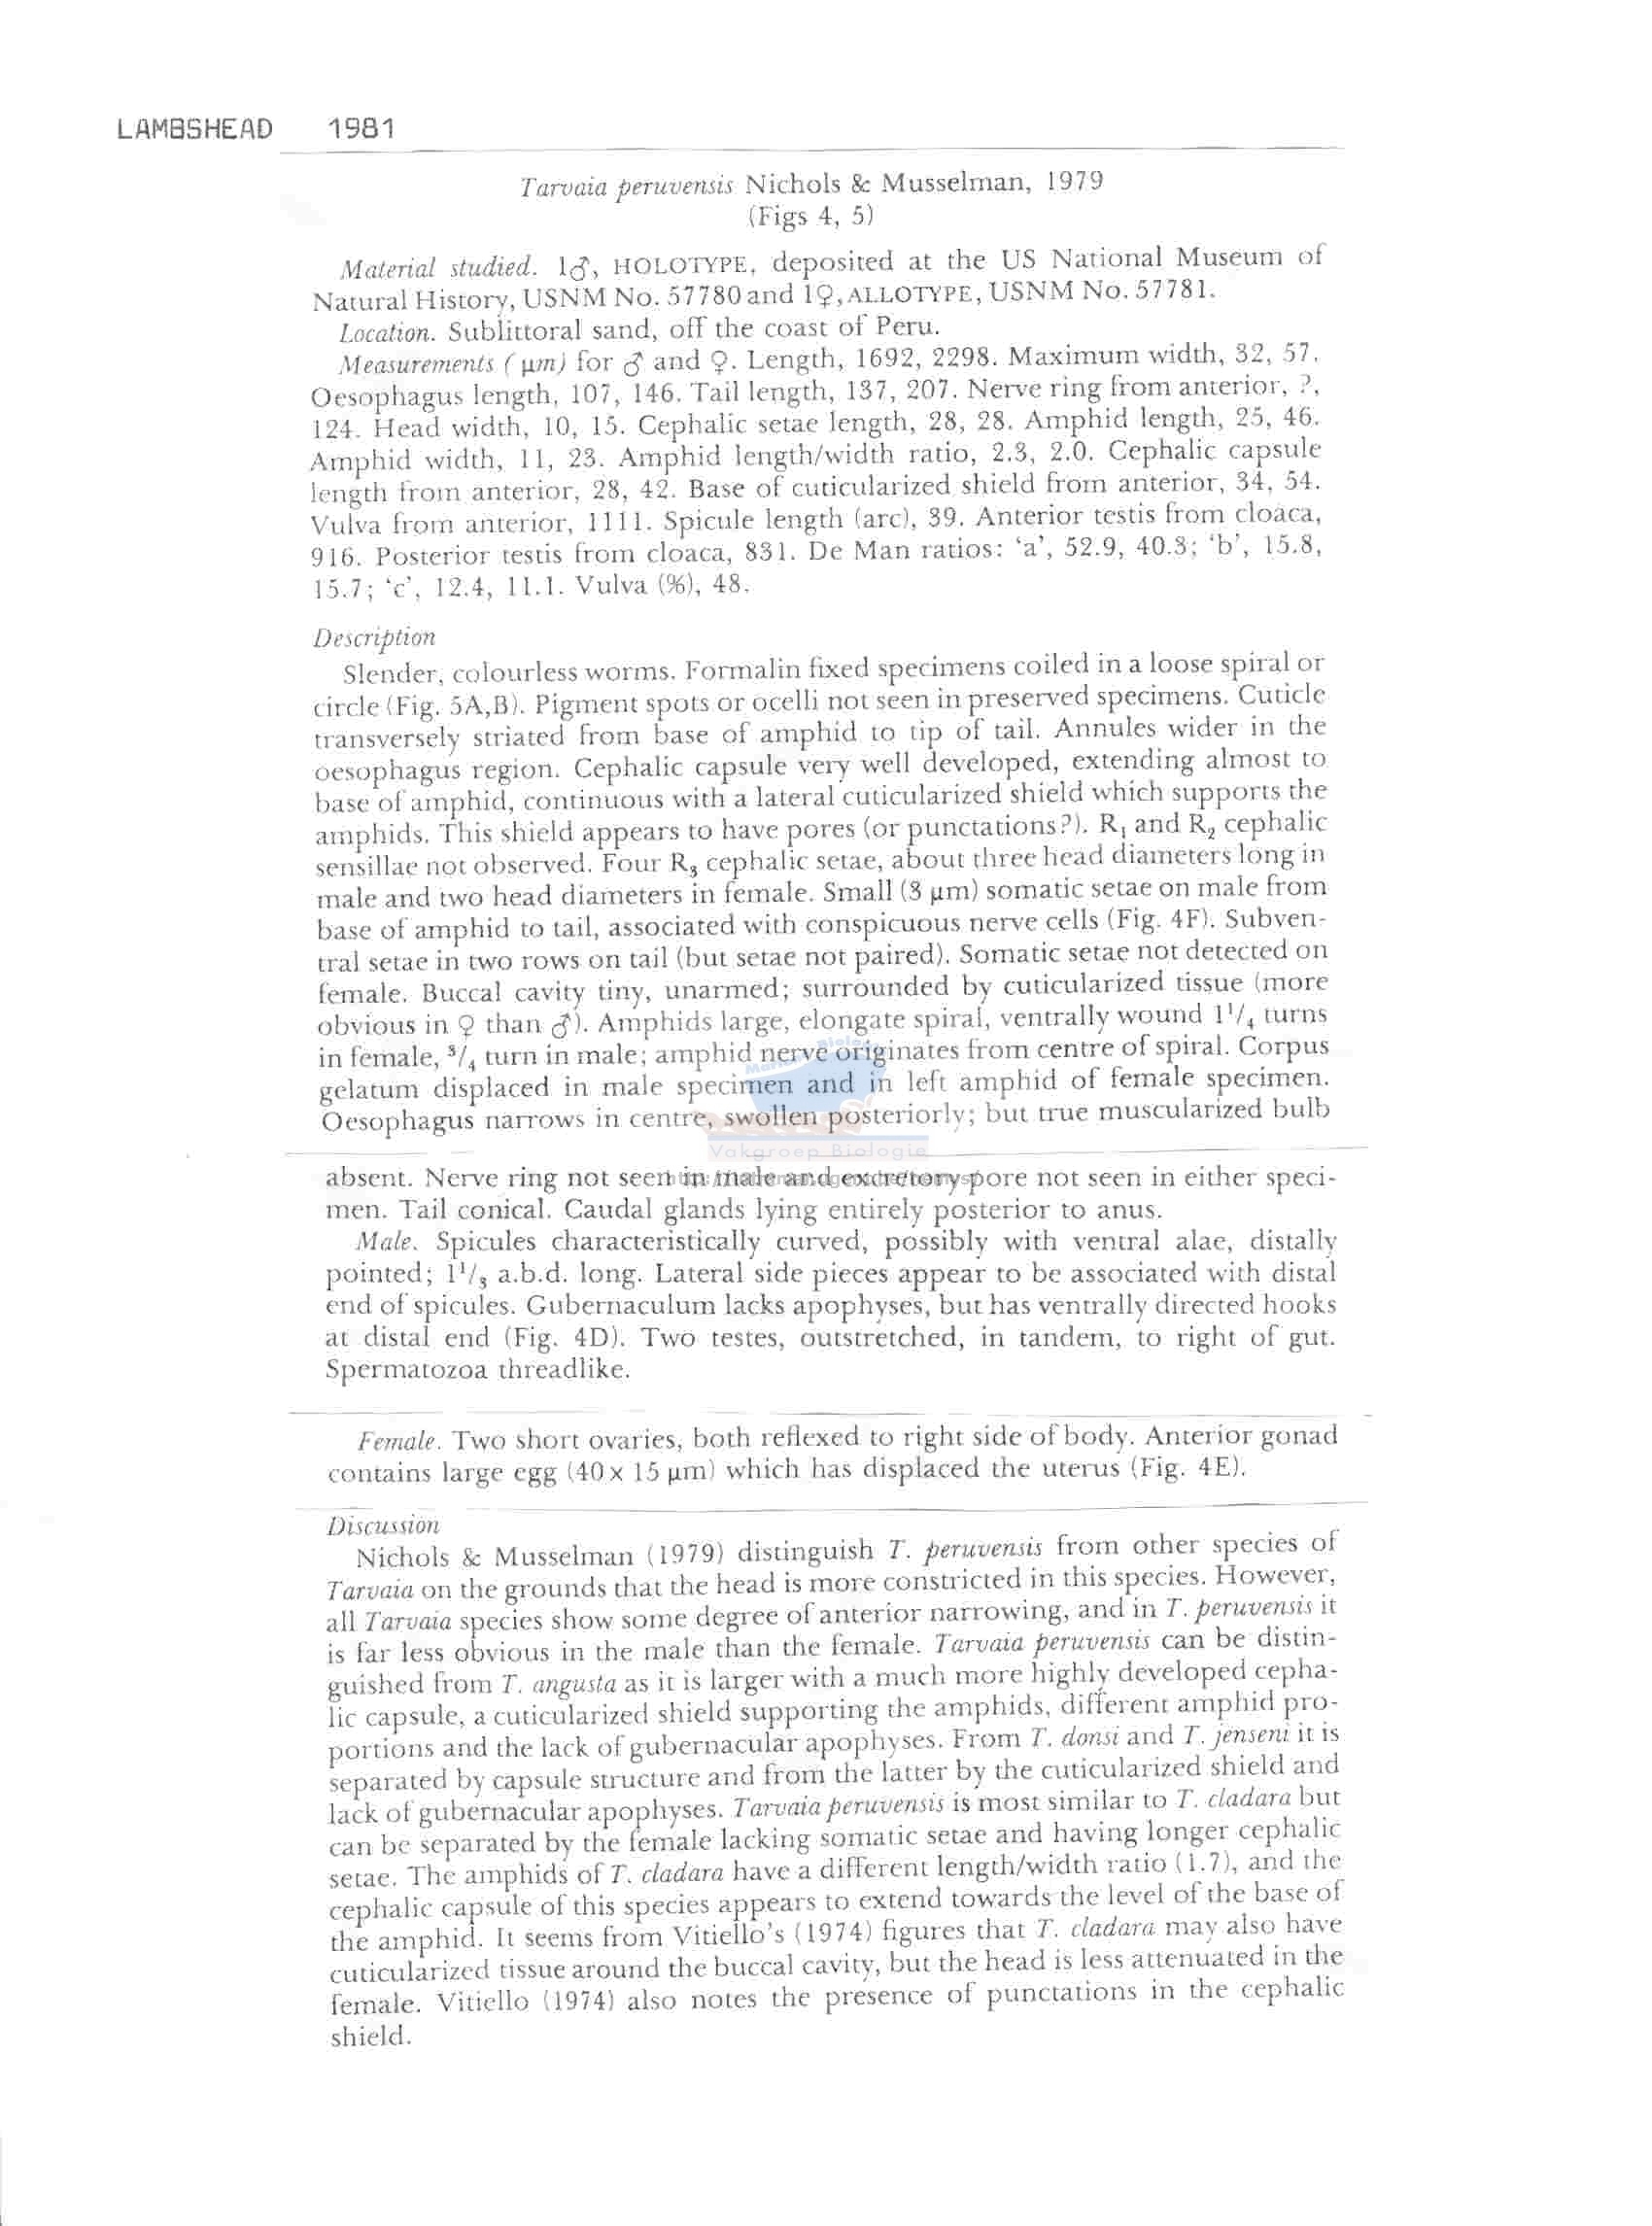 LAMBSHEAD 1981
Tarvaia peruvensis Nichols & Musselman, 1979
(Figs 4, 5)
Material studied. 1♂, HOLOTYPE, deposited at the US National Museum of
Natural History, USNM No. 57780 and 1♀, ALLOTYPE, USNM No. 57781.
Location. Sublittoral sand, off the coast of Peru.
Measurements (μm) for ♂ and ♀. Length, 1692, 2298. Maximum width, 32, 57.
Oesophagus length, 107, 146. Tail length, 137, 207. Nerve ring from anterior, ?,
124. Head width, 10, 15. Cephalic setae length, 28, 28. Amphid length, 25, 46.
Amphid width, 11, 23. Amphid length/width ratio, 2.3, 2.0. Cephalic capsule
length from anterior, 28, 42. Base of cuticularized shield from anterior, 34, 54.
Vulva from anterior, 1111. Spicule length (arc), 39. Anterior testis from cloaca,
916. Posterior testis from cloaca, 831. De Man ratios: ‘a’, 52.9, 40.3; ‘b’, 15.8,
15.7; ‘c’, 12.4, 11.1. Vulva (%), 48.
Description
Slender, colourless worms. Formalin fixed specimens coiled in a loose spiral or
circle (Fig. 5A,B). Pigment spots or ocelli not seen in preserved specimens. Cuticle
transversely striated from base of amphid to tip of tail. Annules wider in the
oesophagus region. Cephalic capsule very well developed, extending almost to
base of amphid, continuous with a lateral cuticularized shield which supports the
amphids. This shield appears to have pores (or punctations?). R₁ and R₂ cephalic
sensillae not observed. Four R₃ cephalic setae, about three head diameters long in
male and two head diameters in female. Small (3 μm) somatic setae on male from
base of amphid to tail, associated with conspicuous nerve cells (Fig. 4F). Subven-
tral setae in two rows on tail (but setae not paired). Somatic setae not detected on
female. Buccal cavity tiny, unarmed; surrounded by cuticularized tissue (more
obvious in ♀ than ♂). Amphids large, elongate spiral, ventrally wound 1¹/₄ turns
in female, ³/₄ turn in male; amphid nerve originates from centre of spiral. Corpus
gelatum displaced in male specimen and in left amphid of female specimen.
Oesophagus narrows in centre, swollen posteriorly; but true muscularized bulb
Vakgroep Biologie
absent. Nerve ring not seen in male and excretory pore not seen in either speci-
men. Tail conical. Caudal glands lying entirely posterior to anus.
Male. Spicules characteristically curved, possibly with ventral alae, distally
pointed; 1¹/₃ a.b.d. long. Lateral side pieces appear to be associated with distal
end of spicules. Gubernaculum lacks apophyses, but has ventrally directed hooks
at distal end (Fig. 4D). Two testes, outstretched, in tandem, to right of gut.
Spermatozoa threadlike.
Female. Two short ovaries, both reflexed to right side of body. Anterior gonad
contains large egg (40 x 15 μm) which has displaced the uterus (Fig. 4E).
Discussion
Nichols & Musselman (1979) distinguish T. peruvensis from other species of
Tarvaia on the grounds that the head is more constricted in this species. However,
all Tarvaia species show some degree of anterior narrowing, and in T. peruvensis it
is far less obvious in the male than the female. Tarvaia peruvensis can be distin-
guished from T. angusta as it is larger with a much more highly developed cepha-
lic capsule, a cuticularized shield supporting the amphids, different amphid pro-
portions and the lack of gubernacular apophyses. From T. donsi and T. jenseni it is
separated by capsule structure and from the latter by the cuticularized shield and
lack of gubernacular apophyses. Tarvaia peruvensis is most similar to T. cladara but
can be separated by the female lacking somatic setae and having longer cephalic
setae. The amphids of T. cladara have a different length/width ratio (1.7), and the
cephalic capsule of this species appears to extend towards the level of the base of
the amphid. It seems from Vitiello’s (1974) figures that T. cladara may also have
cuticularized tissue around the buccal cavity, but the head is less attenuated in the
female. Vitiello (1974) also notes the presence of punctations in the cephalic
shield.